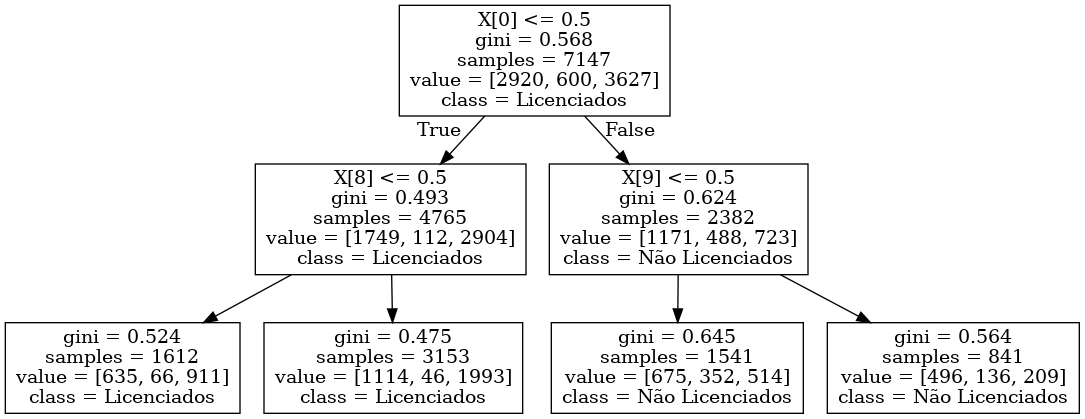 X[0] <= 0.5
gini = 0.568
samples = 7147
value = [2920, 600, 3627]
class = Licenciados
True
False
X[8] <= 0.5
gini = 0.493
samples = 4765
value = [1749, 112, 2904]
class = Licenciados
X[9] <= 0.5
gini = 0.624
samples = 2382
value = [1171, 488, 723]
class = Não Licenciados
gini = 0.524
samples = 1612
value = [635, 66, 911]
class = Licenciados
gini = 0.475
samples = 3153
value = [1114, 46, 1993]
class = Licenciados
gini = 0.645
samples = 1541
value = [675, 352, 514]
class = Não Licenciados
gini = 0.564
samples = 841
value = [496, 136, 209]
class = Não Licenciados